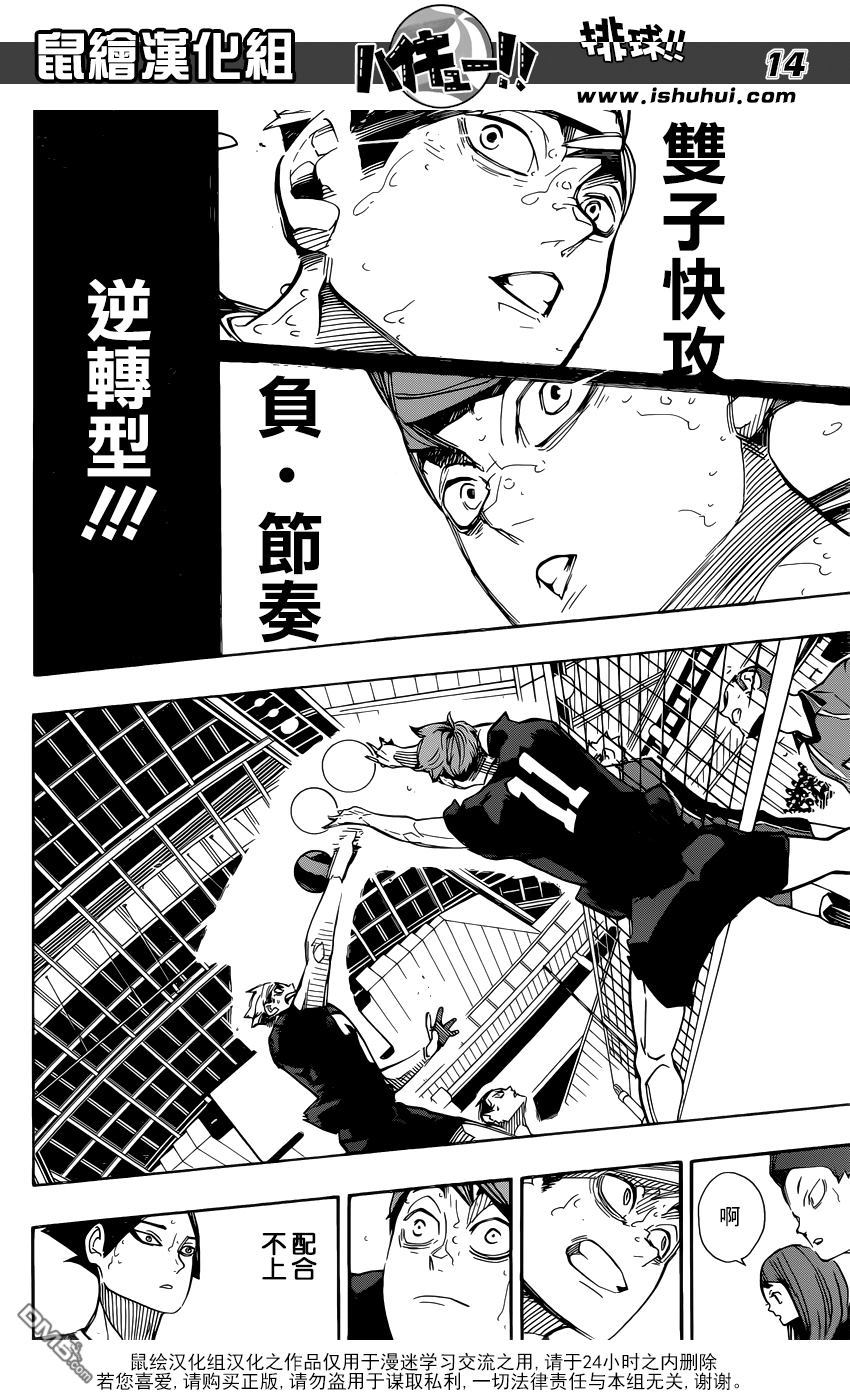 鼠繪漢化組
ハイキュー!!
排球!!
14
www.ishuhui.com
雙子快攻
負・節奏
逆轉型!!!
11
啊
配合
不上
鼠绘汉化组汉化之作品仅用于漫迷学习交流之用, 请于24小时之内删除
若您喜爱, 请购买正版, 请勿盗用于谋取私利, 一切法律责任与本组无关, 谢谢.